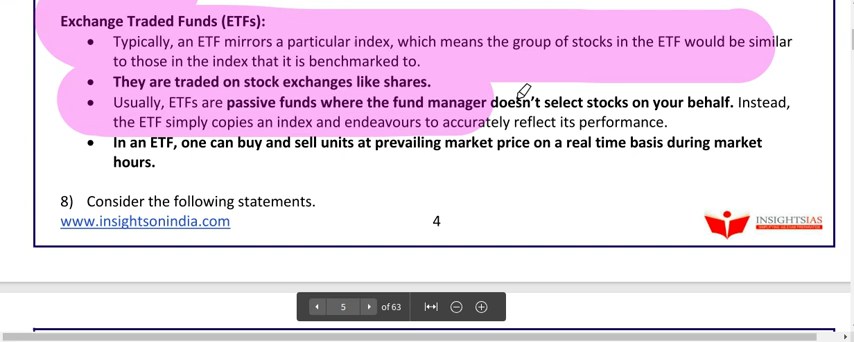 Exchange Traded Funds (ETFs):
• Typically, an ETF mirrors a particular index, which means the group of stocks in the ETF would be similar
to those in the index that it is benchmarked to.
• They are traded on stock exchanges like shares.
• Usually, ETFs are passive funds where the fund manager doesn't select stocks on your behalf. Instead,
the ETF simply copies an index and endeavours to accurately reflect its performance.
• In an ETF, one can buy and sell units at prevailing market price on a real time basis during market
hours.
8) Consider the following statements.
www.insightsonindia.com
4
INSIGHTSIAS
5 of 63